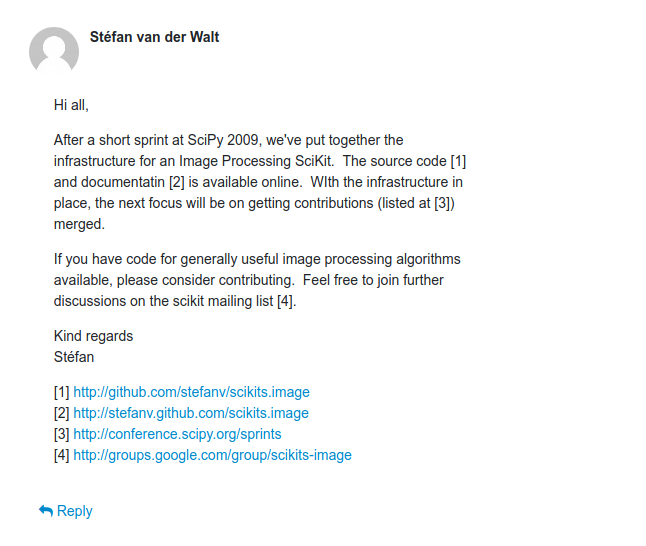 Stéfan van der Walt
Hi all,
After a short sprint at SciPy 2009, we've put together the
infrastructure for an Image Processing SciKit.  The source code [1]
and documentatin [2] is available online.  WIth the infrastructure in
place, the next focus will be on getting contributions (listed at [3])
merged.
If you have code for generally useful image processing algorithms
available, please consider contributing.  Feel free to join further
discussions on the scikit mailing list [4].
Kind regards
Stéfan
[1] http://github.com/stefanv/scikits.image
[2] http://stefanv.github.com/scikits.image
[3] http://conference.scipy.org/sprints
[4] http://groups.google.com/group/scikits-image
Reply